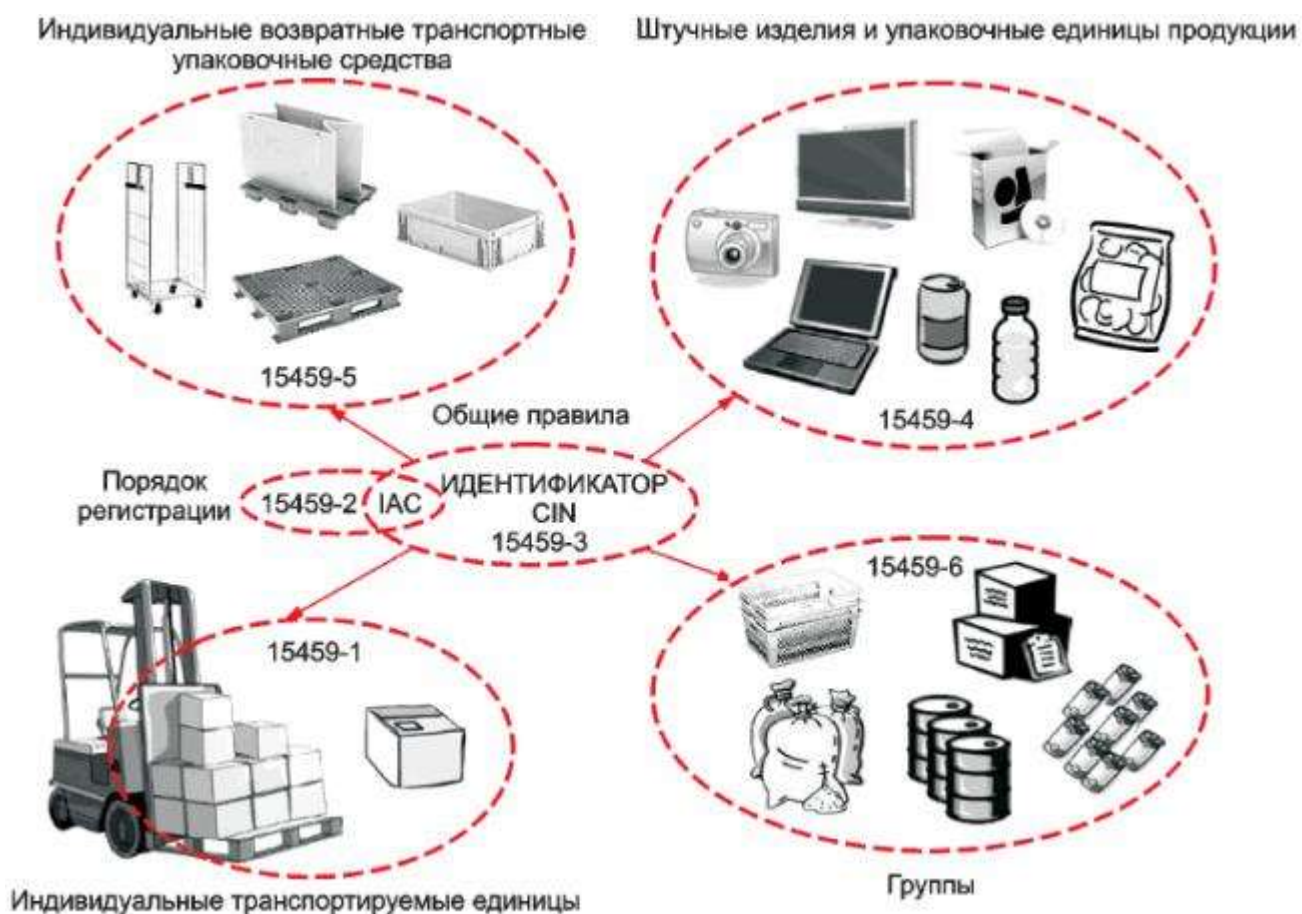 Индивидуальные возвратные транспортные
упаковочные средства
Штучные изделия и упаковочные единицы продукции
15459-5
15459-4
Общие правила
Порядок
регистрации
15459-2
IAC
ИДЕНТИФИКАТОР
CIN
15459-3
15459-6
15459-1
Группы
Индивидуальные транспортируемые единицы